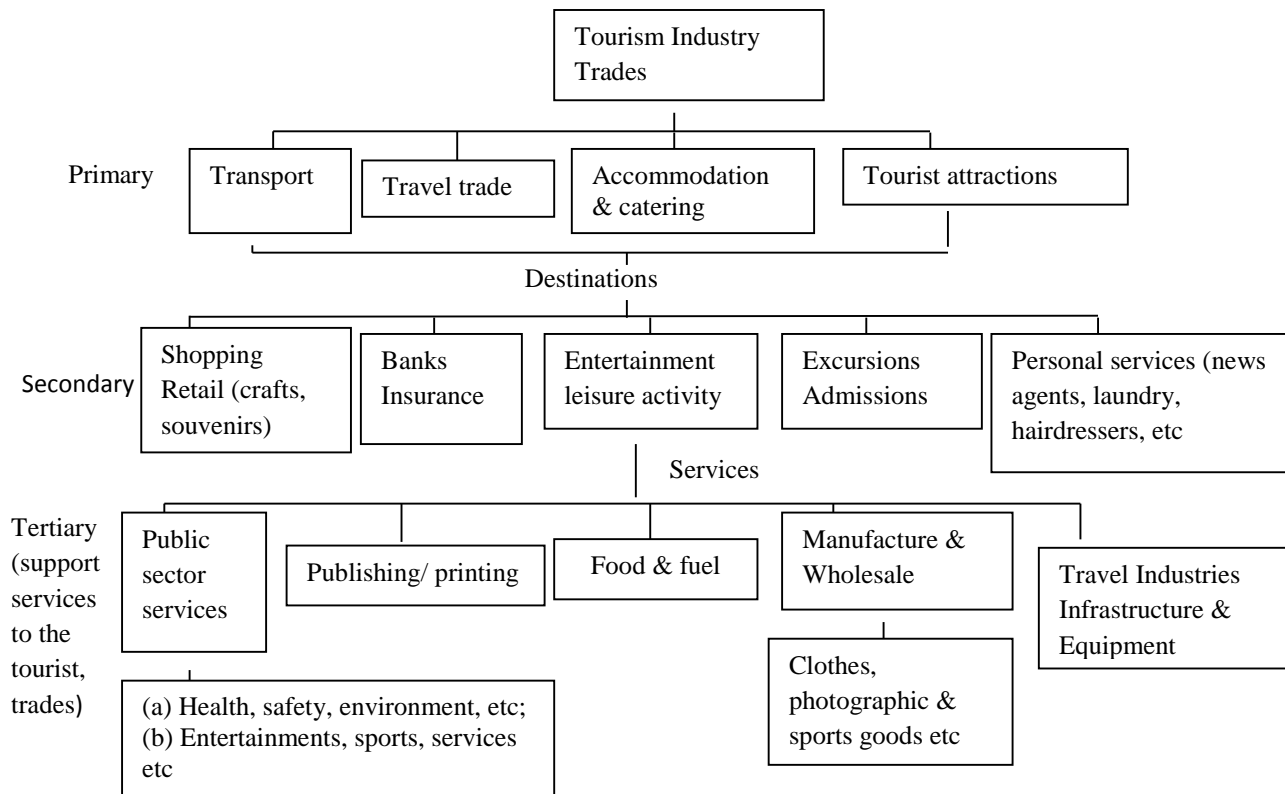 Tourism Industry
Trades
Primary
Transport
Travel trade
Accommodation
& catering
Tourist attractions
Destinations
Secondary
Shopping
Retail (crafts,
souvenirs)
Banks
Insurance
Entertainment
leisure activity
Excursions
Admissions
Personal services (news
agents, laundry,
hairdressers, etc
Services
Tertiary
(support
services
to the
tourist,
trades)
Public
sector
services
Publishing/ printing
Food & fuel
Manufacture &
Wholesale
Travel Industries
Infrastructure &
Equipment
(a) Health, safety, environment, etc;
(b) Entertainments, sports, services
etc
Clothes,
photographic &
sports goods etc